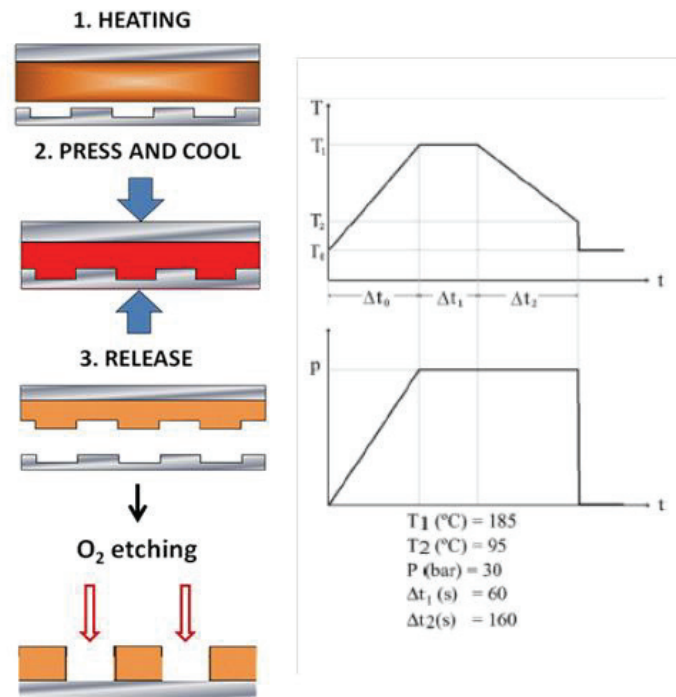 1. HEATING
2. PRESS AND COOL
3. RELEASE
O₂ etching
T
T₁
T₂
T₀
Δt₀
Δt₁
Δt₂
t
p
t
T1 (ºC) = 185
T2 (ºC) = 95
P (bar) = 30
Δt₁ (s) = 60
Δt2(s) = 160